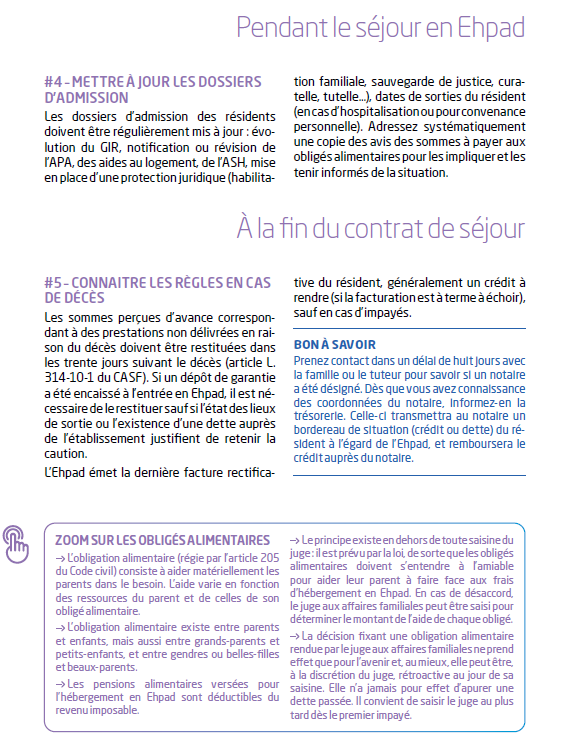 Pendant le séjour en Ehpad
#4 – METTRE À JOUR LES DOSSIERS
D'ADMISSION
Les dossiers d'admission des résidents
doivent être régulièrement mis à jour : évo-
lution du GIR, notification ou révision de
l'APA, des aides au logement, de l'ASH, mise
en place d'une protection juridique (habilita-
tion familiale, sauvegarde de justice, cura-
telle, tutelle…), dates de sorties du résident
(en cas d'hospitalisation ou pour convenance
personnelle). Adressez systématiquement
une copie des avis des sommes à payer aux
obligés alimentaires pour les impliquer et les
tenir informés de la situation.
À la fin du contrat de séjour
#5 – CONNAITRE LES RÈGLES EN CAS
DE DÉCÈS
Les sommes perçues d'avance correspon-
dant à des prestations non délivrées en rai-
son du décès doivent être restituées dans
les trente jours suivant le décès (article L.
314-10-1 du CASF). Si un dépôt de garantie
a été encaissé à l'entrée en Ehpad, il est né-
cessaire de le restituer sauf si l'état des lieux
de sortie ou l'existence d'une dette auprès
de l'établissement justifient de retenir la
caution.
L'Ehpad émet la dernière facture rectifica-
tive du résident, généralement un crédit à
rendre (si la facturation est à terme à échoir),
sauf en cas d'impayés.
BON À SAVOIR
Prenez contact dans un délai de huit jours avec
la famille ou le tuteur pour savoir si un notaire
a été désigné. Dès que vous avez connaissance
des coordonnées du notaire, informez-en la
trésorerie. Celle-ci transmettra au notaire un
bordereau de situation (crédit ou dette) du ré-
sident à l'égard de l'Ehpad, et remboursera le
crédit auprès du notaire.
ZOOM SUR LES OBLIGÉS ALIMENTAIRES
→ L'obligation alimentaire (régie par l'article 205
du Code civil) consiste à aider matériellement les
parents dans le besoin. L'aide varie en fonction
des ressources du parent et de celles de son
obligé alimentaire.
→ L'obligation alimentaire existe entre parents
et enfants, mais aussi entre grands-parents et
petits-enfants, et entre gendres ou belles-filles
et beaux-parents.
→ Les pensions alimentaires versées pour
l'hébergement en Ehpad sont déductibles du
revenu imposable.
→ Le principe existe en dehors de toute saisine du
juge : il est prévu par la loi, de sorte que les obligés
alimentaires doivent s'entendre à l'amiable
pour aider leur parent à faire face aux frais
d'hébergement en Ehpad. En cas de désaccord,
le juge aux affaires familiales peut être saisi pour
déterminer le montant de l'aide de chaque obligé.
→ La décision fixant une obligation alimentaire
rendue par le juge aux affaires familiales ne prend
effet que pour l'avenir et, au mieux, elle peut être,
à la discrétion du juge, rétroactive au jour de sa
saisine. Elle n'a jamais pour effet d'apurer une
dette passée. Il convient de saisir le juge au plus
tard dès le premier impayé.